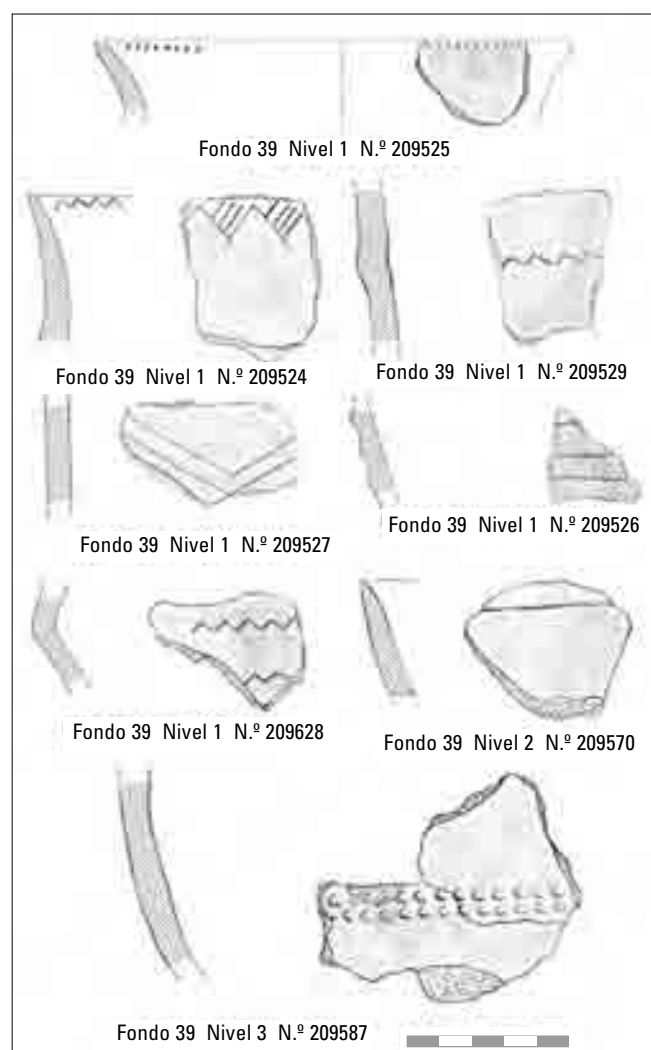 Fondo 39 Nivel 1 N.º 209525
Fondo 39 Nivel 1 N.º 209524
Fondo 39 Nivel 1 N.º 209529
Fondo 39 Nivel 1 N.º 209527
Fondo 39 Nivel 1 N.º 209526
Fondo 39 Nivel 1 N.º 209628
Fondo 39 Nivel 2 N.º 209570
Fondo 39 Nivel 3 N.º 209587